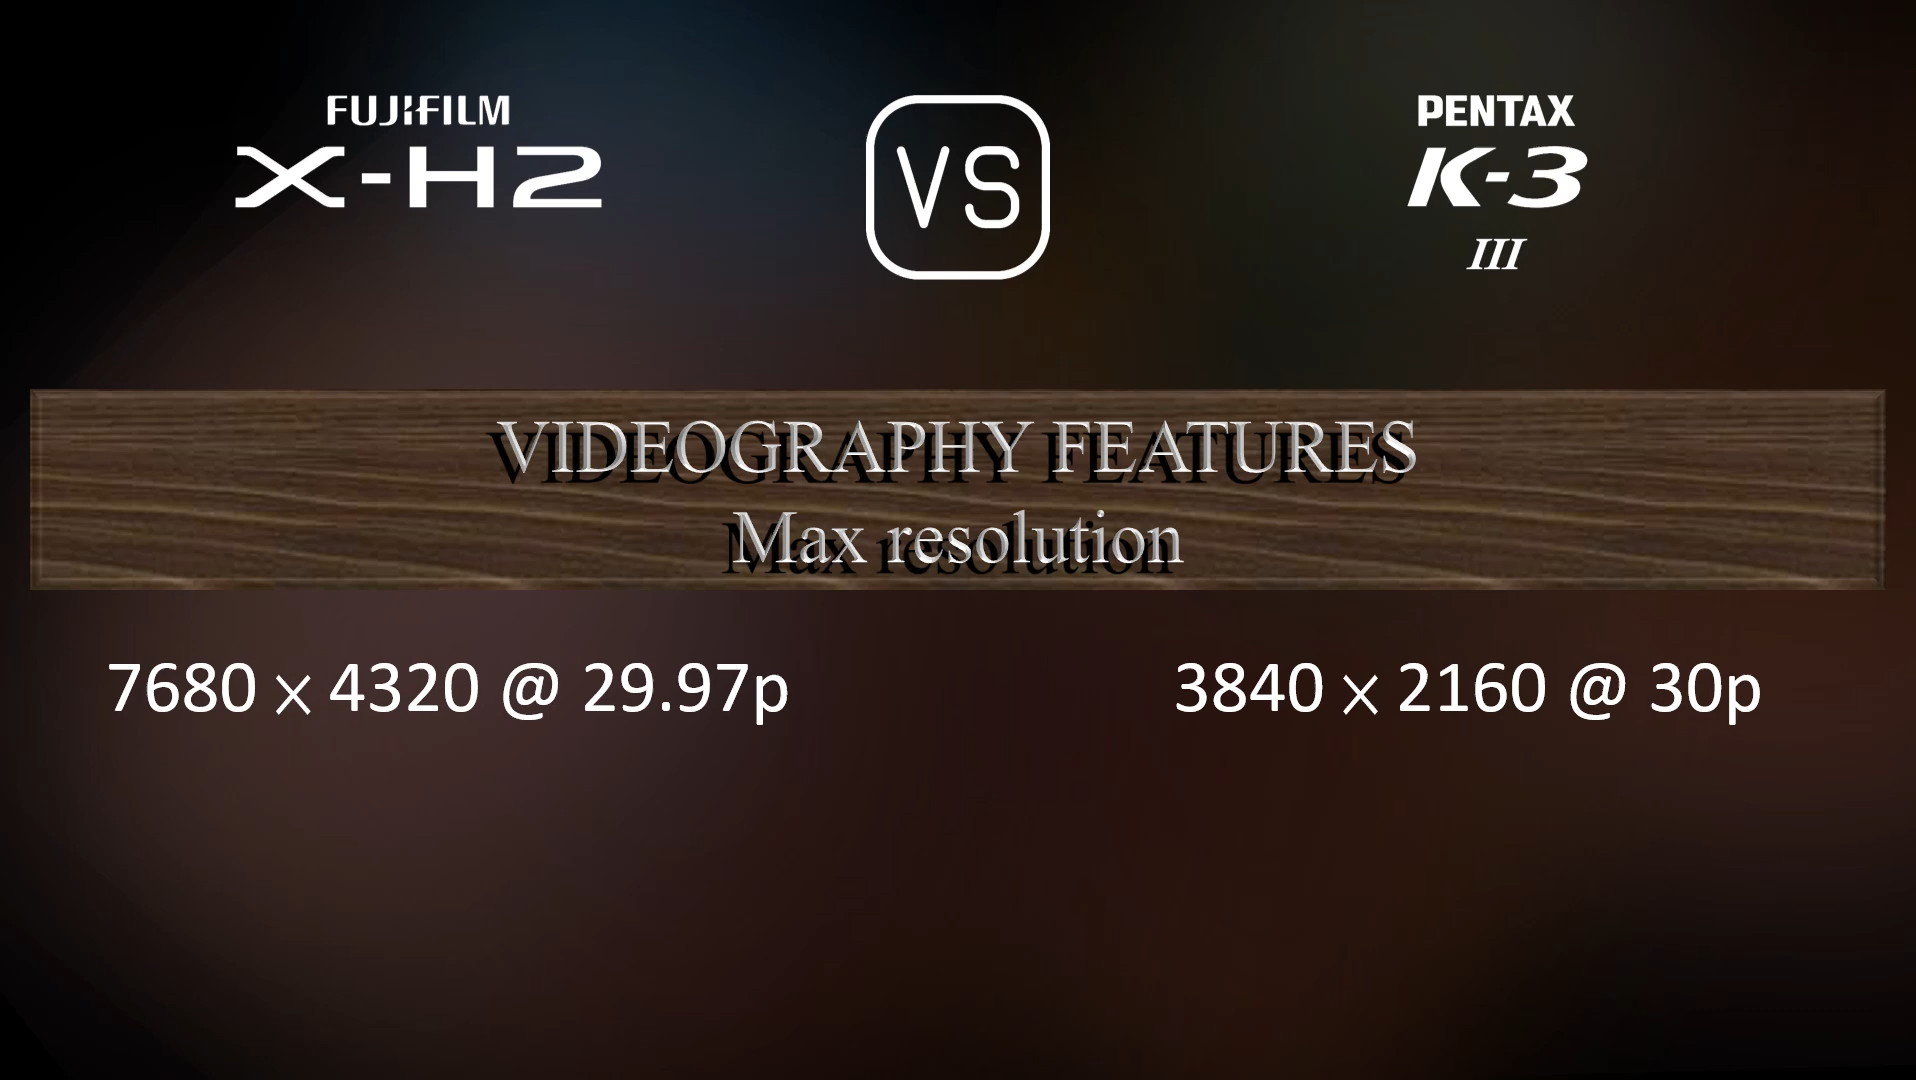 FUJIFILM
X-H2
VS
PENTAX
K-3
III
VIDEOGRAPHY FEATURES
Max resolution
7680 x 4320 @ 29.97p
3840 x 2160 @ 30p